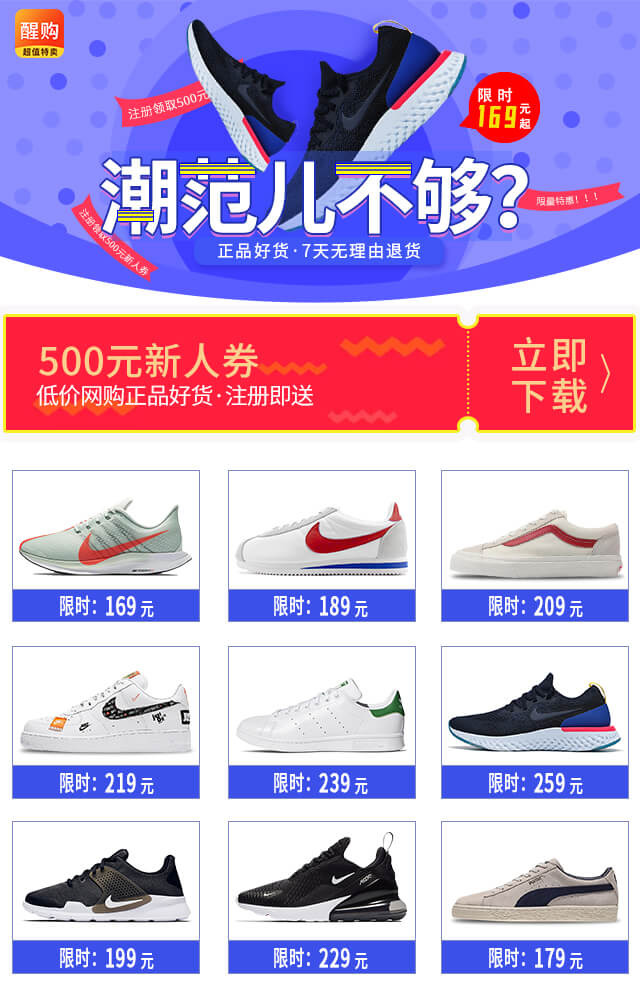 醒购
超值特卖
注册领取500元
限时
169元起
潮范儿不够?
限量特惠！！！
注册领取500元新人券
正品好货·7天无理由退货
500元新人券
低价网购正品好货·注册即送
立即
下载
限时：169元
限时：189元
限时：209元
限时：219元
限时：239元
限时：259元
限时：199元
限时：229元
限时：179元